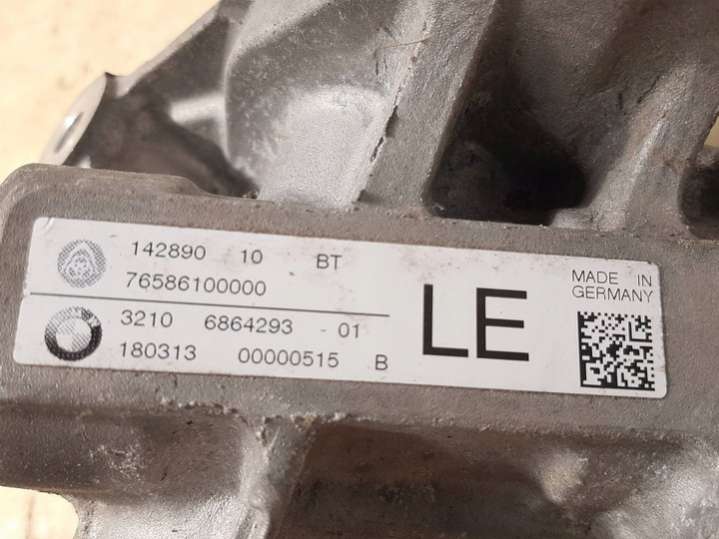 142890 10 BT
76586100000
3210 6864293 - 01
180313 00000515 B
LE
MADE IN
GERMANY